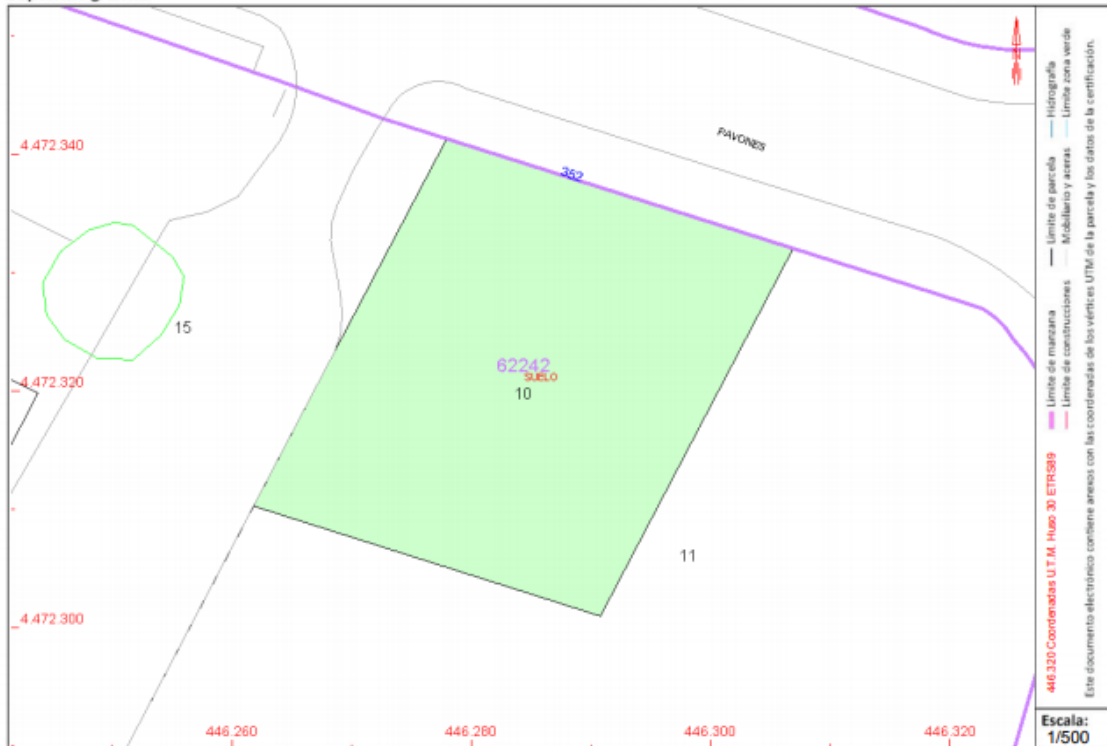 4.472.340
PAVONES
352
15
62242
SUELO
4.472.320
10
11
4.472.300
446.260
446.280
446.300
446.320
446.320 Coordenadas U.T.M. Huso 30 ETRS89
Límite de manzana
Límite de parcela
Hidrografía
Límite de construcciones
Mobiliario y aceras
Límite zona verde
Este documento electrónico contiene anexos con las coordenadas de los vértices UTM de la parcela y los datos de la certificación.
Escala:
1/500